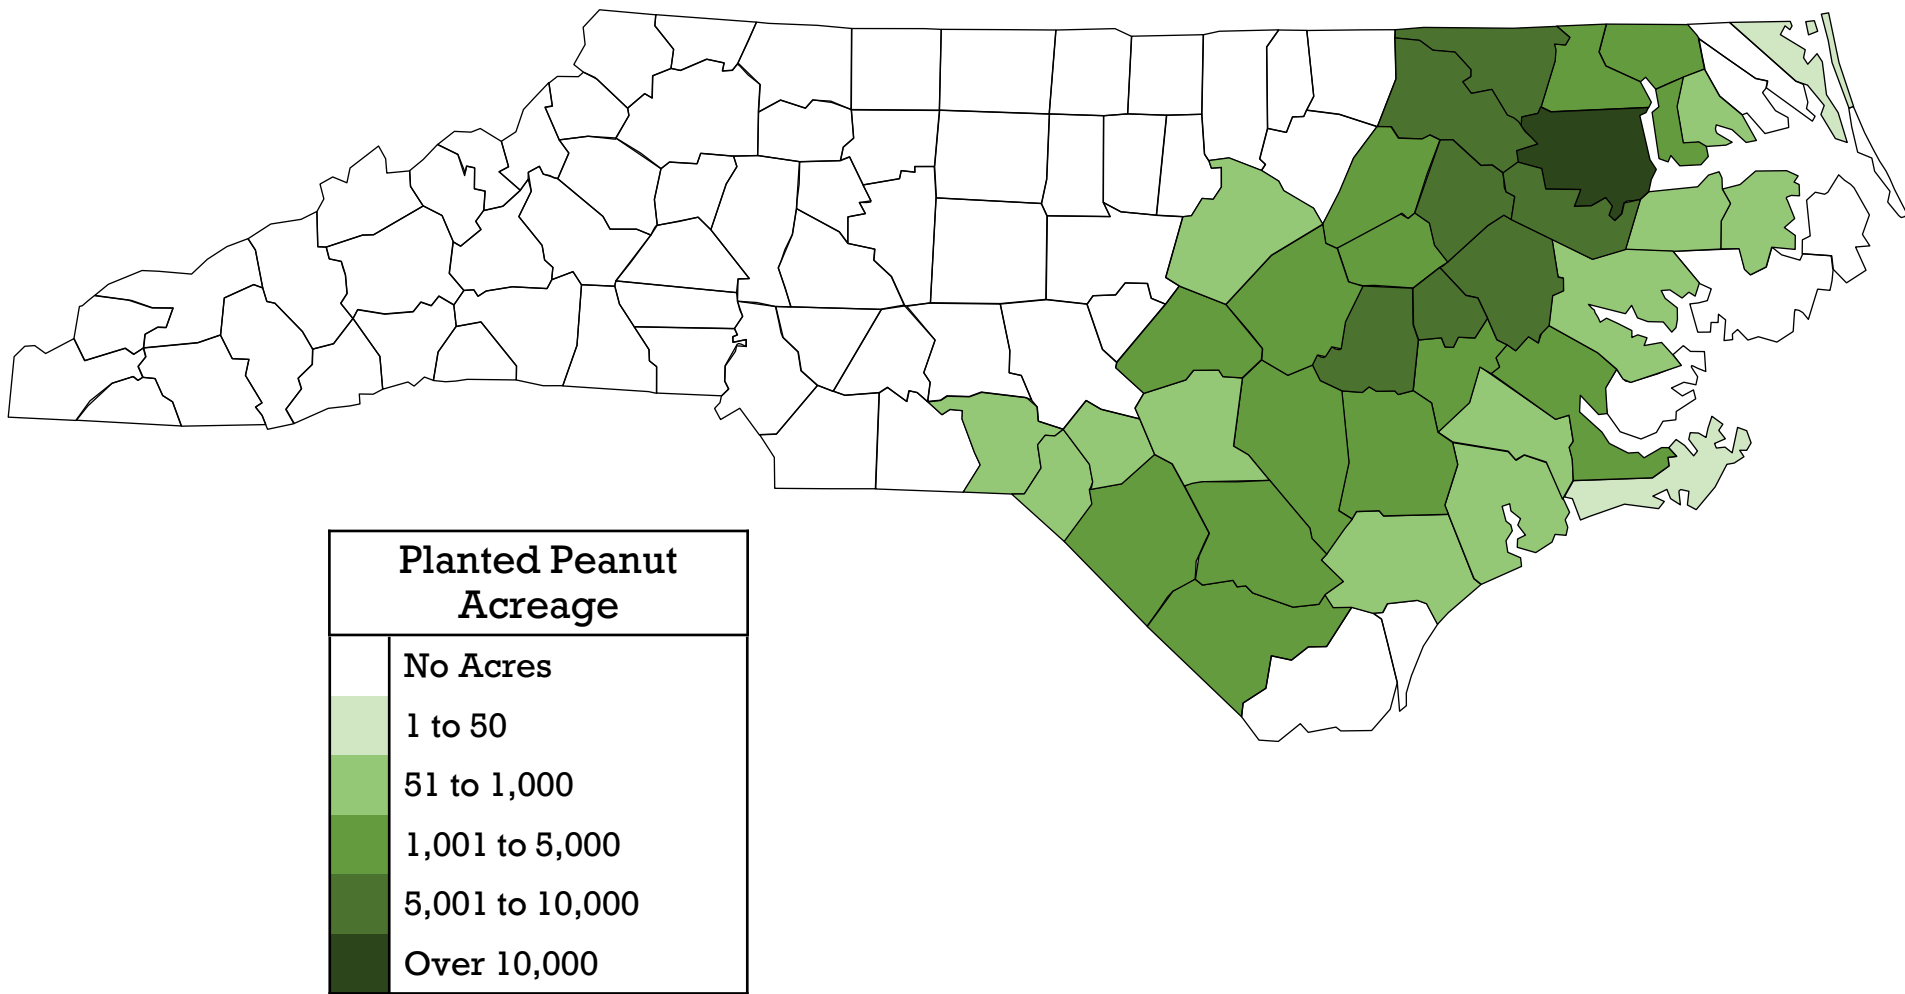 Planted Peanut
Acreage
No Acres
1 to 50
51 to 1,000
1,001 to 5,000
5,001 to 10,000
Over 10,000